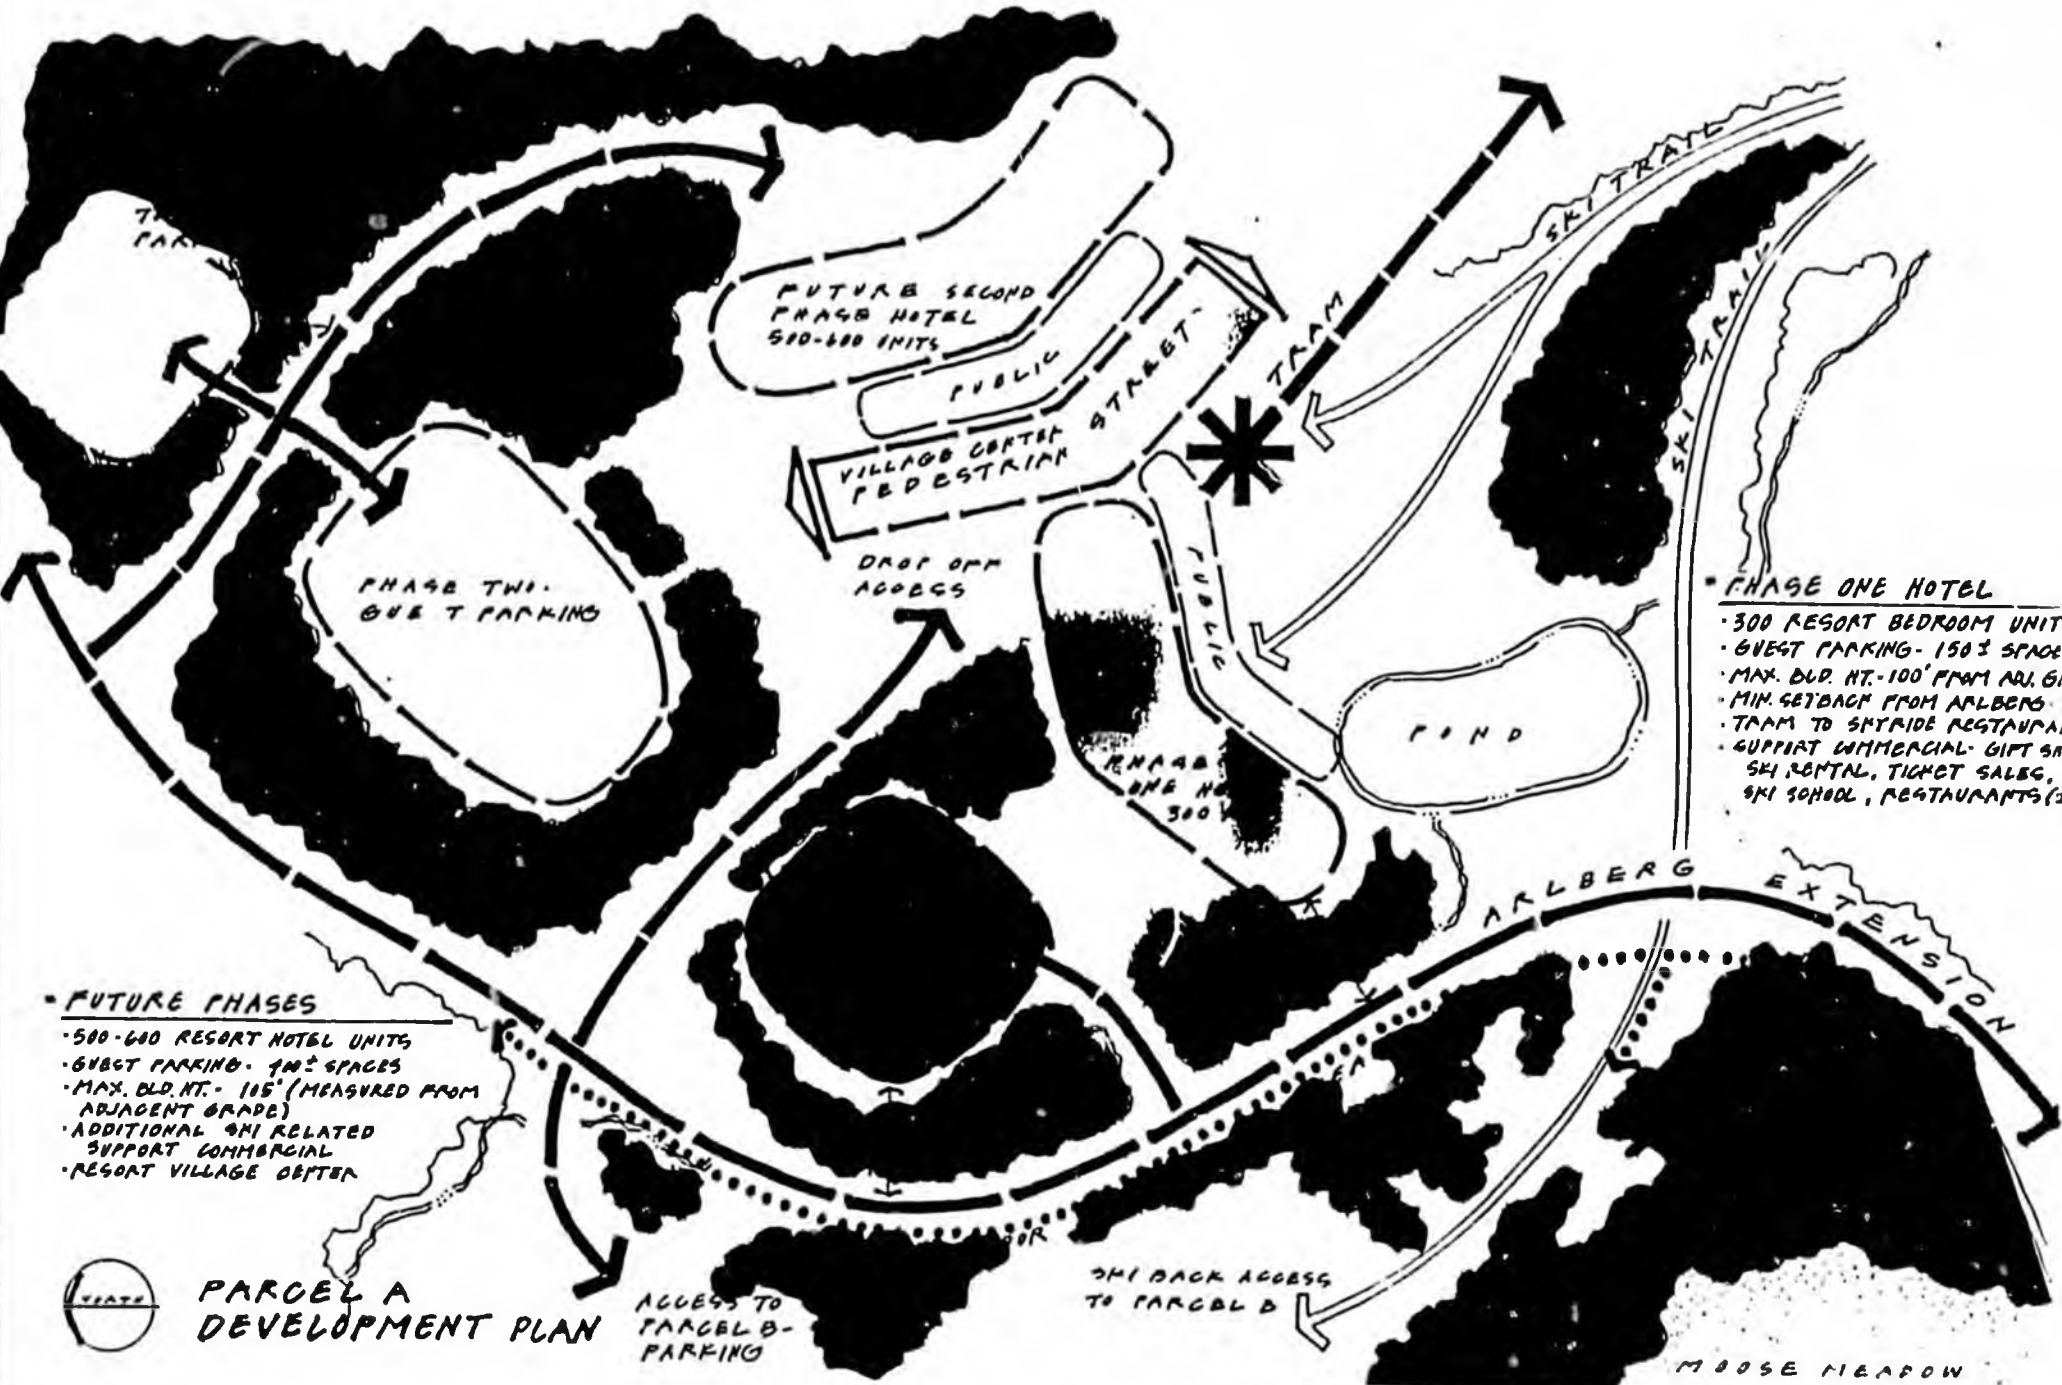 SKI TRAIL
SKI TRAIL
TRAM
FUTURE SECOND
PHASE HOTEL
500-600 UNITS
PUBLIC
VILLAGE CENTER
PEDESTRIAN STREET
DROP OFF
ACCESS
PUBLIC
PHASE TWO
GUE T PARKING
PHASE
ONE HO
300
POND
• PHASE ONE HOTEL
• 300 RESORT BEDROOM UNIT
• GUEST PARKING - 150± SPACE
• MAX. BLD. HT. - 100' FROM ADJ. G
• MIN. SETBACK FROM ARLBERG
• TRAM TO SKYRIDE RESTAURA
• SUPPORT COMMERCIAL - GIFT
SKI RENTAL, TICKET SALES,
SKI SCHOOL, RESTAURANTS
ARLBERG EXTENSION
• FUTURE PHASES
• 500-600 RESORT HOTEL UNITS
• GUEST PARKING - SPACES
• MAX. BLD. HT. - 105' (MEASURED FROM
ADJACENT GRADE)
• ADDITIONAL SKI RELATED
SUPPORT COMMERCIAL
• RESORT VILLAGE CENTER
NORTH
PARCEL A
DEVELOPMENT PLAN
ACCESS TO
PARCEL B-
PARKING
SKI BACK ACCESS
TO PARCEL B
MOOSE MEADOW